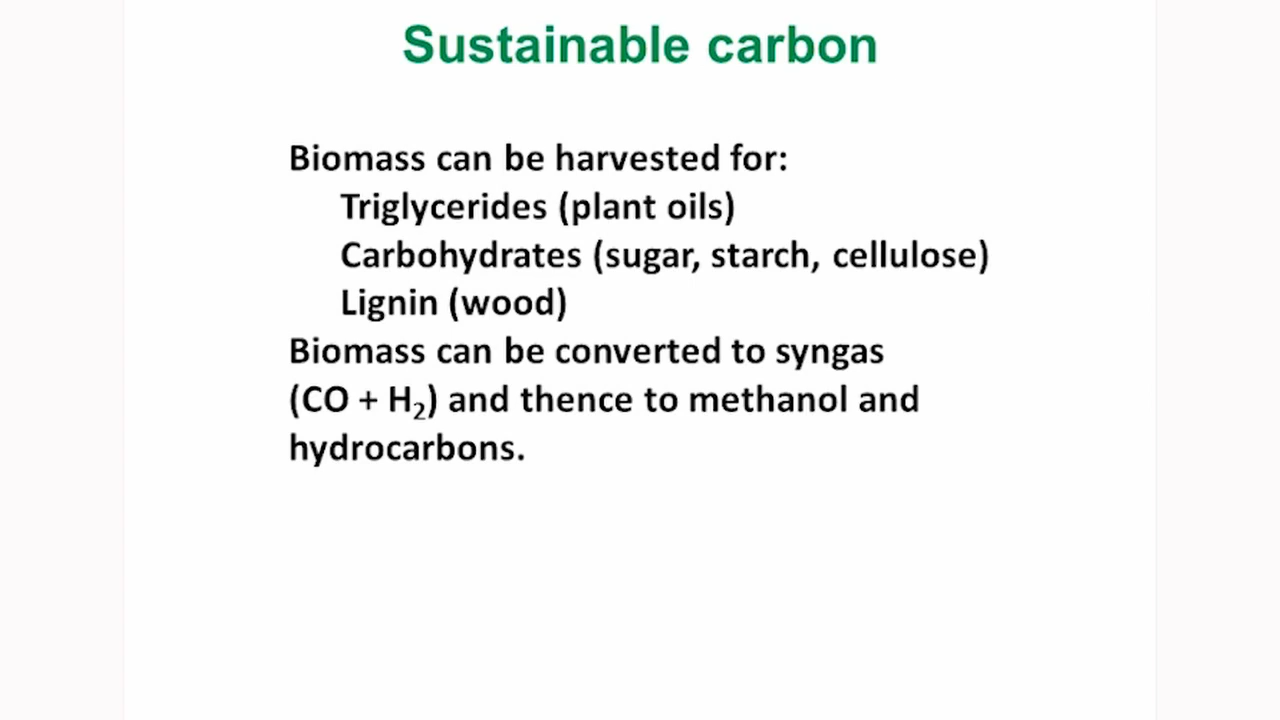 Sustainable carbon
Biomass can be harvested for:
Triglycerides (plant oils)
Carbohydrates (sugar, starch, cellulose)
Lignin (wood)
Biomass can be converted to syngas
(CO + H₂) and thence to methanol and
hydrocarbons.